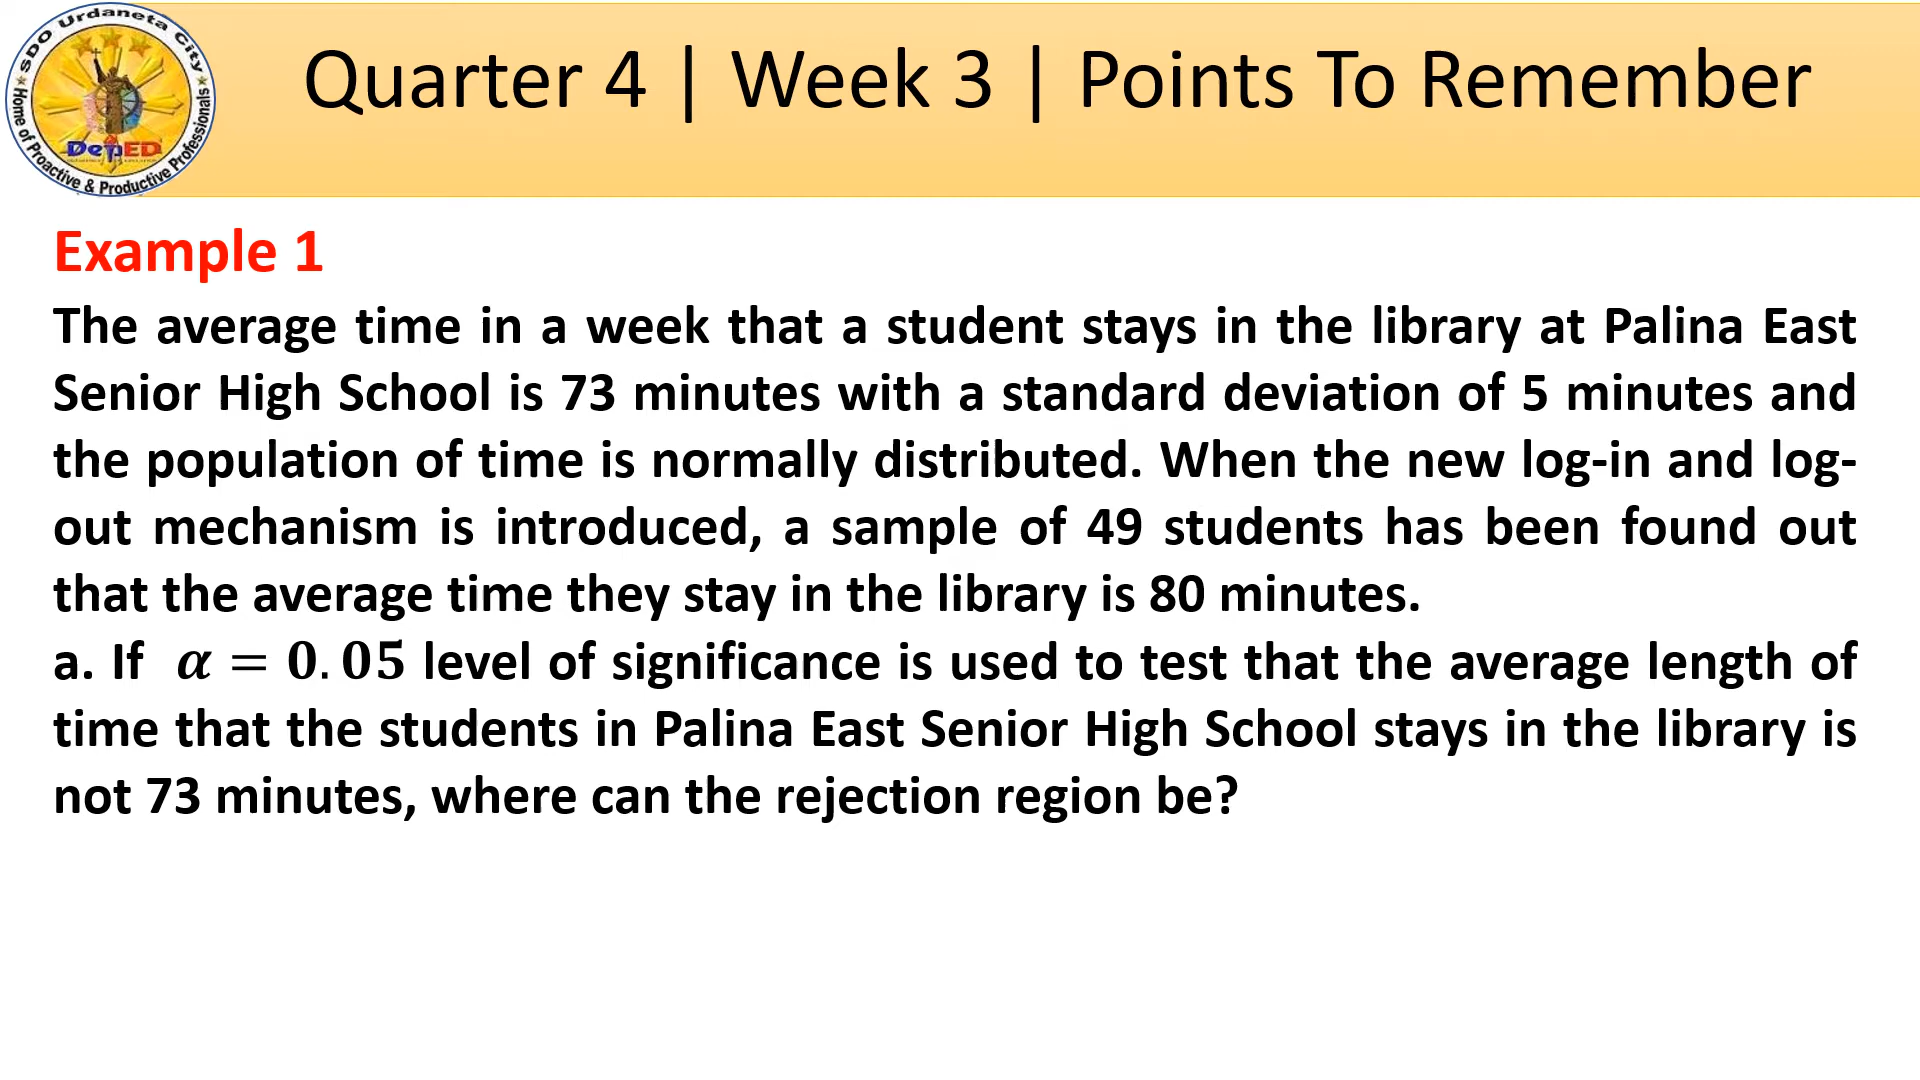 SDO Urdaneta City
Home of Proactive & Productive Professionals
DepED
Quarter 4 | Week 3 | Points To Remember
Example 1
The average time in a week that a student stays in the library at Palina East
Senior High School is 73 minutes with a standard deviation of 5 minutes and
the population of time is normally distributed. When the new log-in and log-
out mechanism is introduced, a sample of 49 students has been found out
that the average time they stay in the library is 80 minutes.
a. If α = 0.05 level of significance is used to test that the average length of
time that the students in Palina East Senior High School stays in the library is
not 73 minutes, where can the rejection region be?